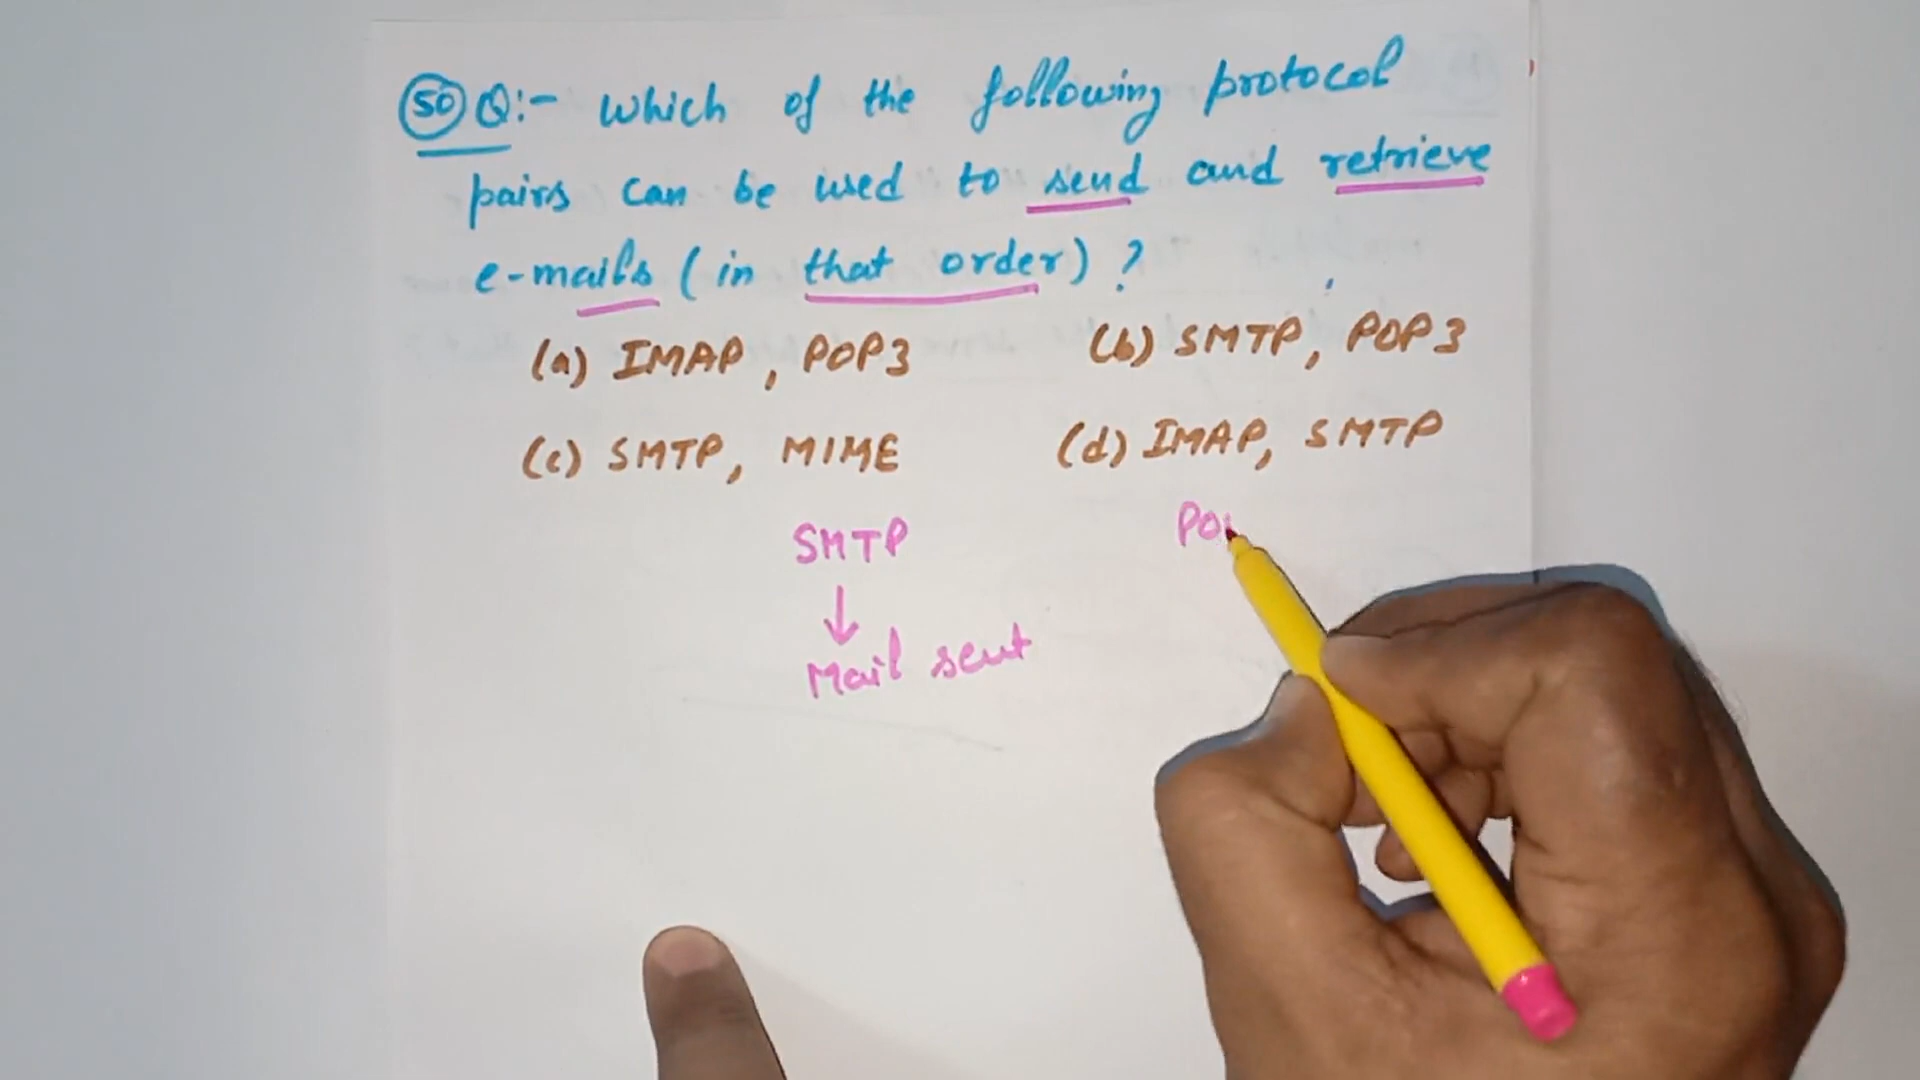 50 Q:- Which of the following protocol
pairs can be used to send and retrieve
e-mails (in that order) ?
(a) IMAP, POP3 (b) SMTP, POP3
(c) SMTP, MIME (d) IMAP, SMTP
SMTP PO
↓
Mail sent